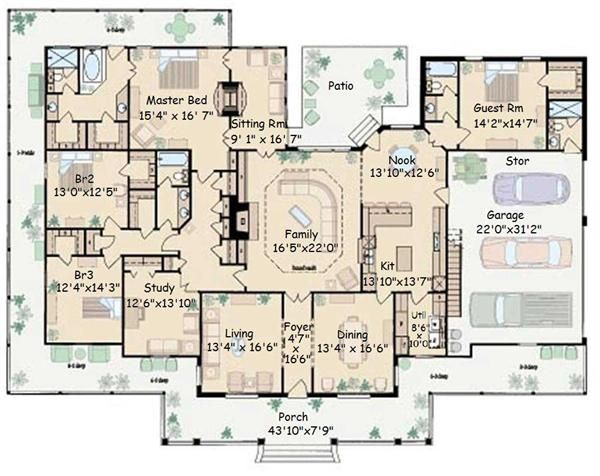 Patio
Master Bed
15'4" x 16' 7"
Sitting Rm
9' 1" x 16' 7"
Guest Rm
14'2"x14'7"
Br2
13'0"x12'5"
Nook
13'10"x12'6"
Stor
Garage
22'0"x31'2"
Family
16'5"x22'0"
Br3
12'4"x14'3"
Study
12'6"x13'10"
Kit
13'10"x13'7"
Util
8'6"
x
10'0"
Living
13'4" x 16'6"
Foyer
4'7"
x
16'6"
Dining
13'4" x 16'6"
Porch
43'10"x7'9"